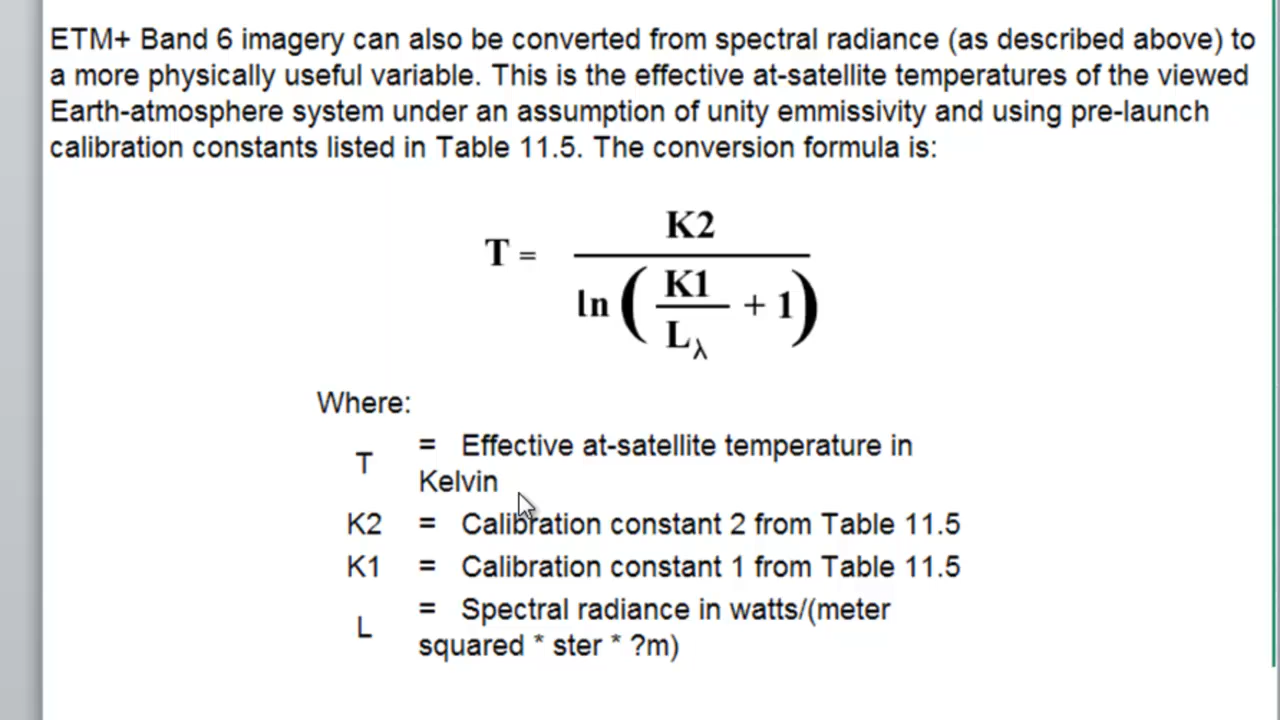 ETM+ Band 6 imagery can also be converted from spectral radiance (as described above) to
a more physically useful variable. This is the effective at-satellite temperatures of the viewed
Earth-atmosphere system under an assumption of unity emmissivity and using pre-launch
calibration constants listed in Table 11.5. The conversion formula is:
T = K2
ln ( K1 / Lλ + 1 )
Where:
T = Effective at-satellite temperature in
Kelvin
K2 = Calibration constant 2 from Table 11.5
K1 = Calibration constant 1 from Table 11.5
L = Spectral radiance in watts/(meter
squared * ster * ?m)